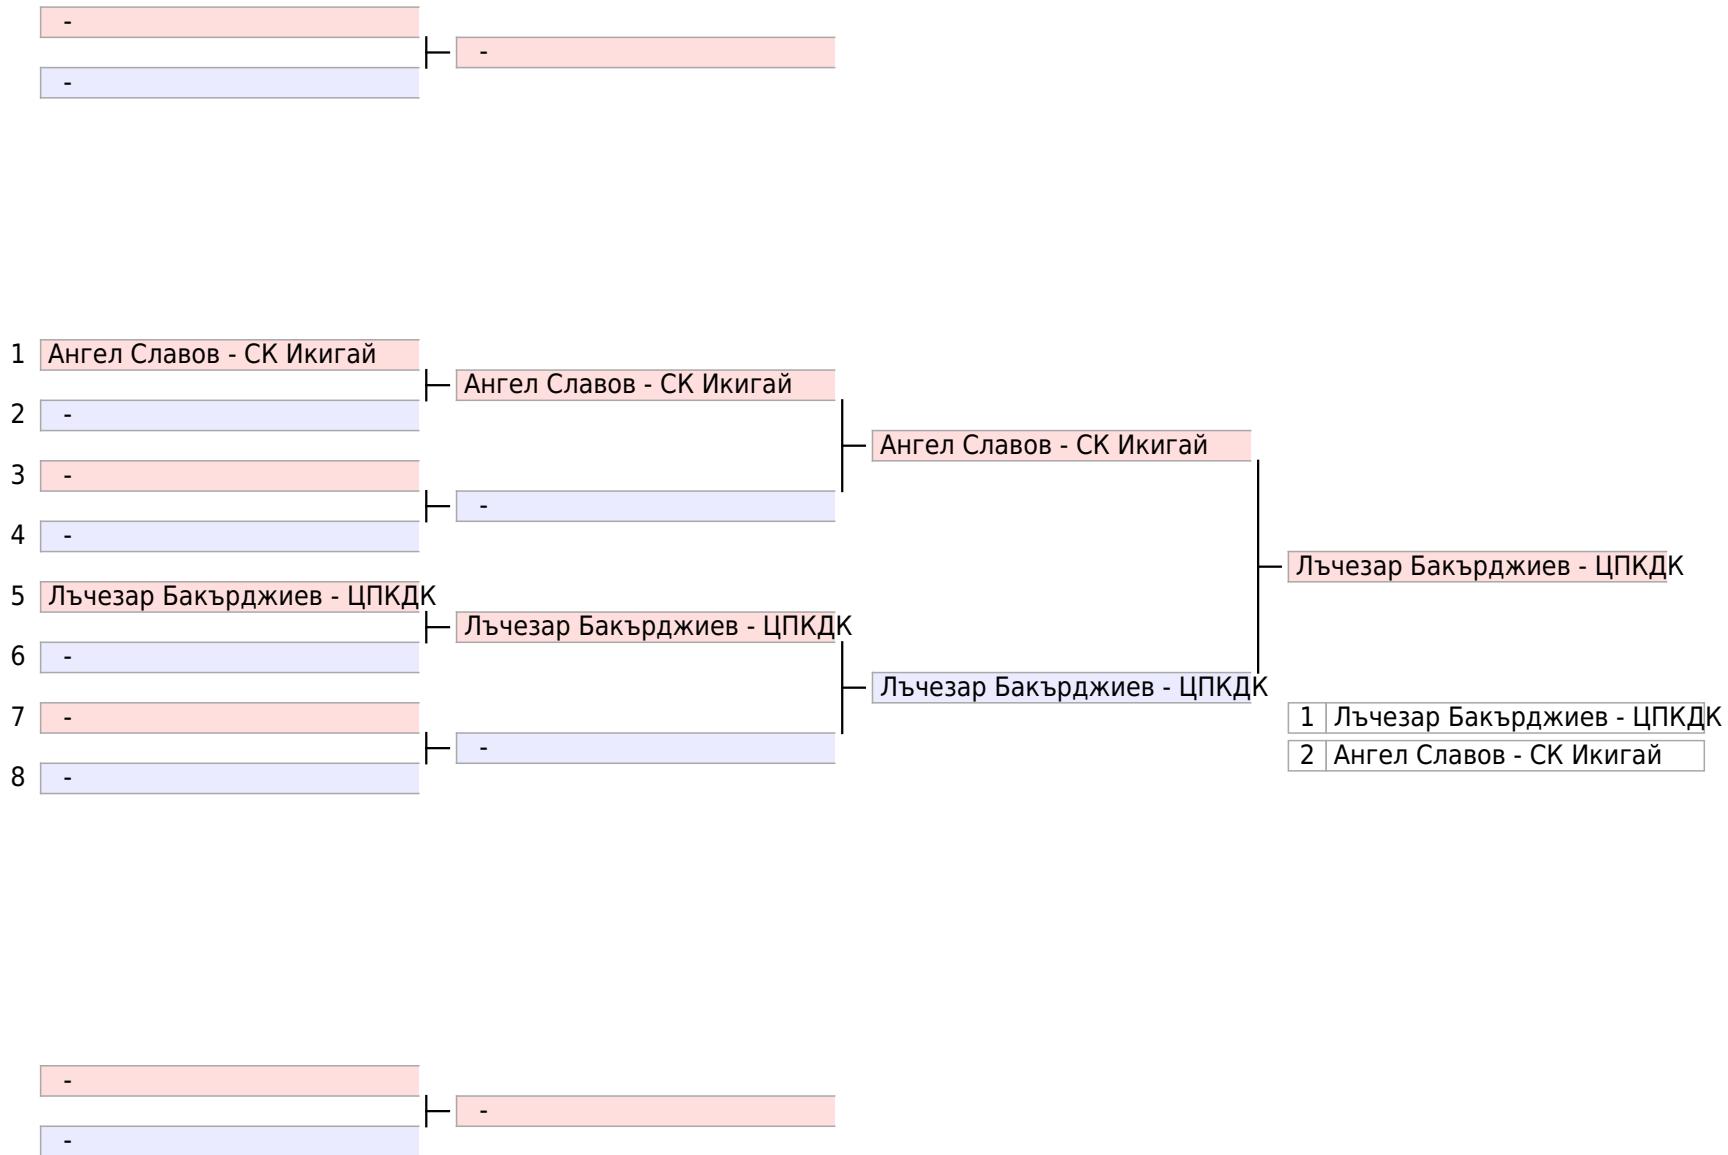 -
-
-
1 Ангел Славов - СК Икигай
Ангел Славов - СК Икигай
2 -
Ангел Славов - СК Икигай
3 -
-
4 -
Лъчезар Бакърджиев - ЦПКДК
5 Лъчезар Бакърджиев - ЦПКДК
Лъчезар Бакърджиев - ЦПКДК
6 -
Лъчезар Бакърджиев - ЦПКДК
7 -
1 Лъчезар Бакърджиев - ЦПКДК
-
2 Ангел Славов - СК Икигай
8 -
-
-
-